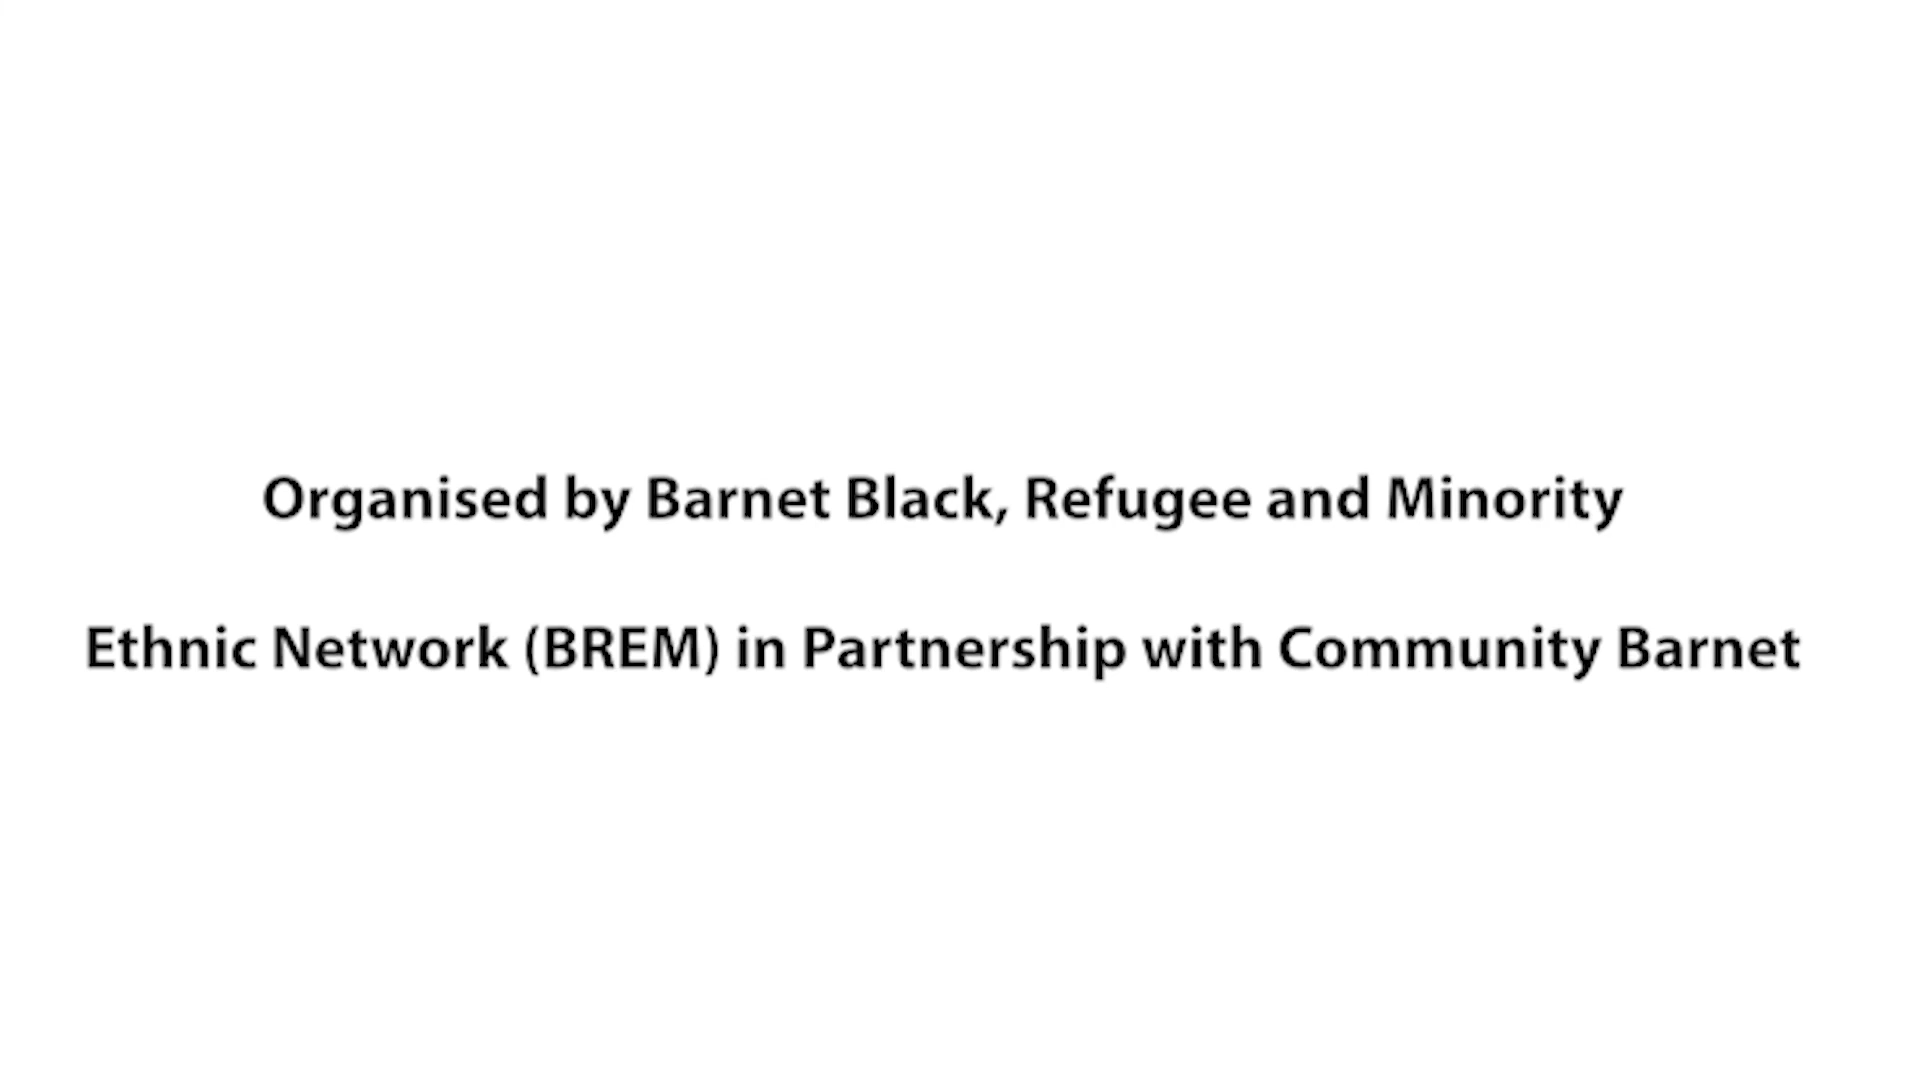 Organised by Barnet Black, Refugee and Minority
Ethnic Network (BREM) in Partnership with Community Barnet